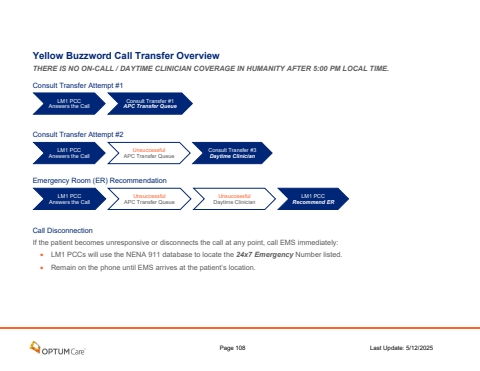 Yellow Buzzword Call Transfer Overview
THERE IS NO ON-CALL / DAYTIME CLINICIAN COVERAGE IN HUMANITY AFTER 5:00 PM LOCAL TIME.
Consult Transfer Attempt #1
LM1 PCC
Answers the Call
Consult Transfer #1
APC Transfer Queue
Consult Transfer Attempt #2
LM1 PCC
Answers the Call
Unsuccessful
APC Transfer Queue
Consult Transfer #3
Daytime Clinician
Emergency Room (ER) Recommendation
LM1 PCC
Answers the Call
Unsuccessful
APC Transfer Queue
Unsuccessful
Daytime Clinician
LM1 PCC
Recommend ER
Call Disconnection
If the patient becomes unresponsive or disconnects the call at any point, call EMS immediately:
• LM1 PCCs will use the NENA 911 database to locate the 24x7 Emergency Number listed.
• Remain on the phone until EMS arrives at the patient's location.
OPTUM Care
Page 108
Last Update: 5/12/2025